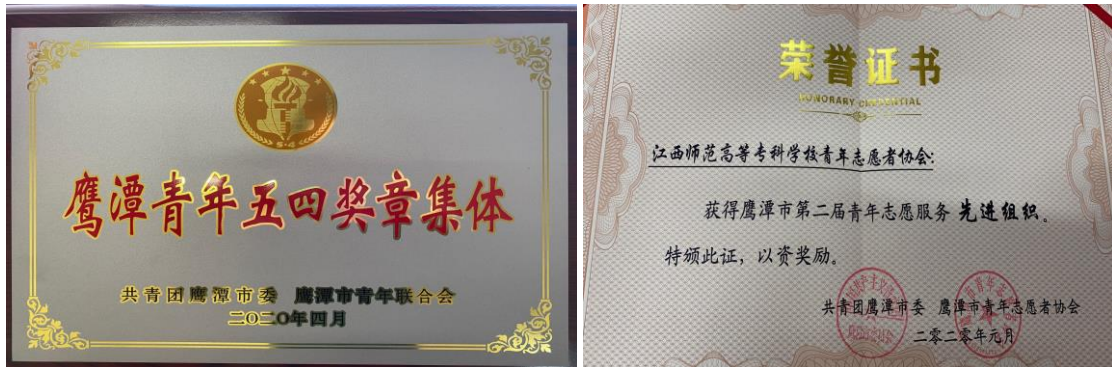 5·4
鹰潭青年五四奖章集体
共青团鹰潭市委 鹰潭市青年联合会
二〇二〇年四月
荣誉证书
HONORARY CREDENTIAL
江西师范高等专科学校青年志愿者协会:
获得鹰潭市第二届青年志愿服务先进组织。
特颁此证，以资奖励。
共青团鹰潭市委 鹰潭市青年志愿者协会
二零二零年元月